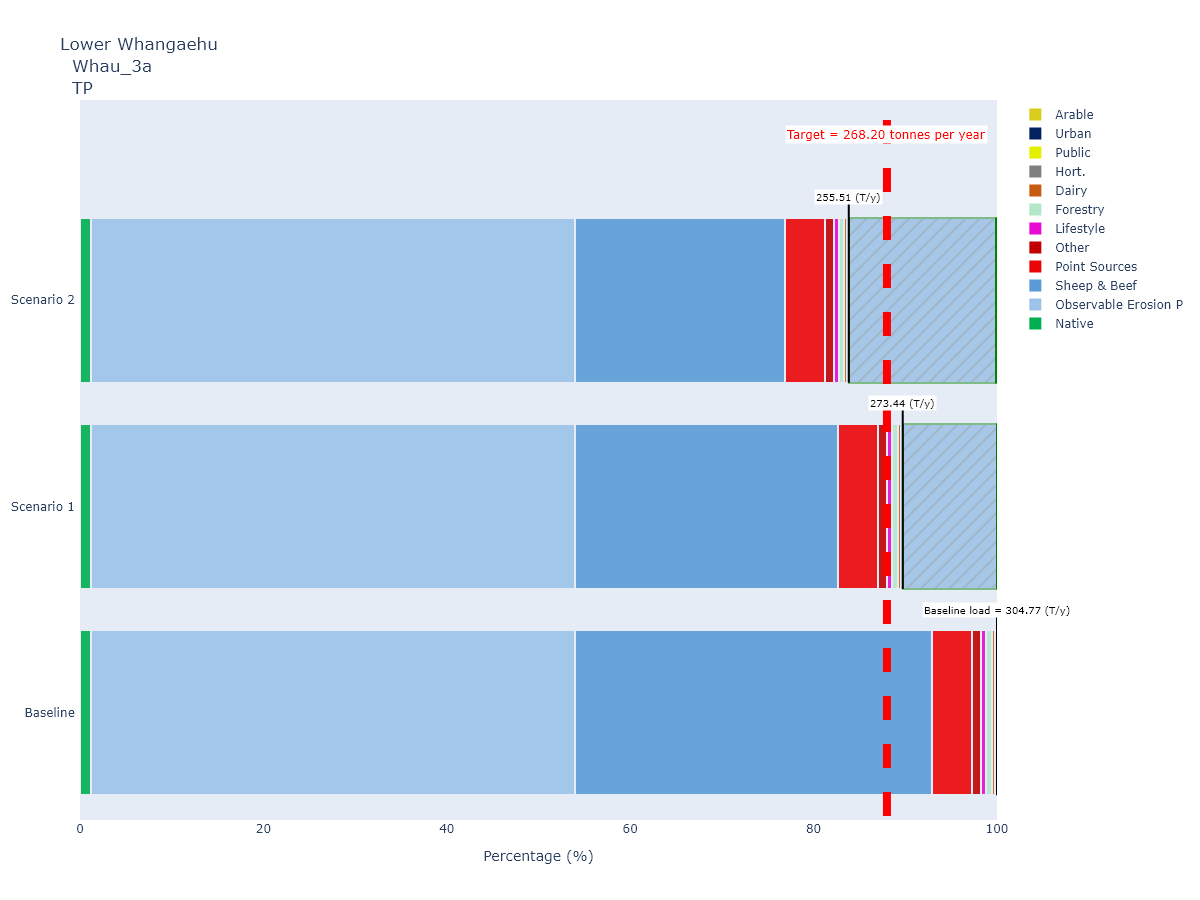 Lower Whangaehu
Whau_3a
TP
Target = 268.20 tonnes per year
255.51 (T/y)
Scenario 2
273.44 (T/y)
Scenario 1
Baseline load = 304.77 (T/y)
Baseline
0 20 40 60 80 100
Percentage (%)
Arable
Urban
Public
Hort.
Dairy
Forestry
Lifestyle
Other
Point Sources
Sheep & Beef
Observable Erosion P
Native